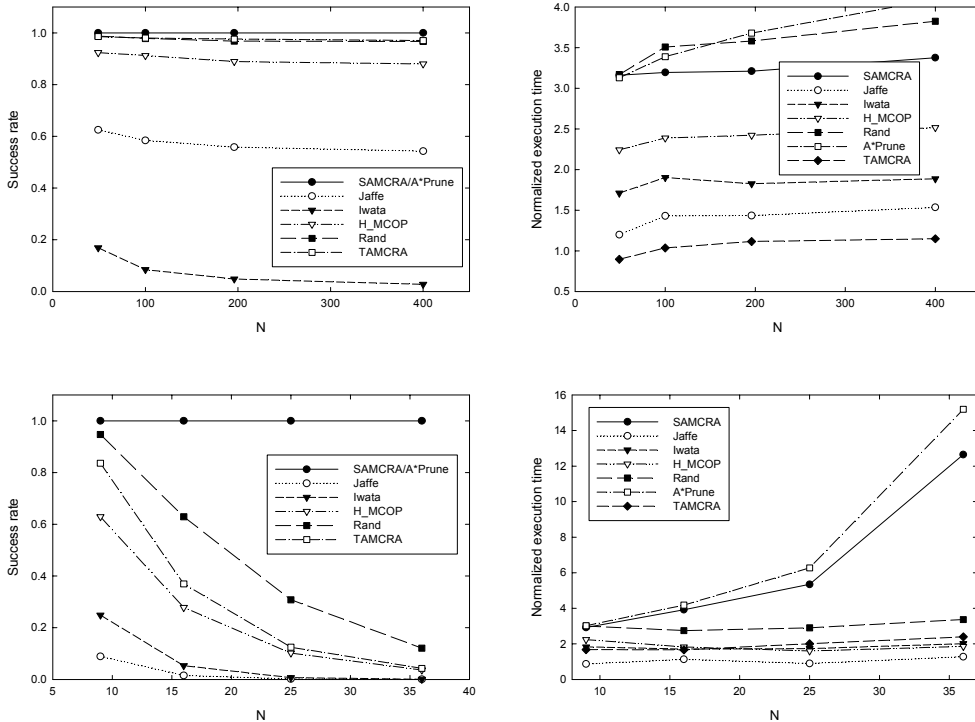 Success rate
1.0
0.8
0.6
0.4
0.2
0.0
0
100
200
300
400
N
SAMCRA/A*Prune
Jaffe
Iwata
H_MCOP
Rand
TAMCRA
Normalized execution time
4.0
3.5
3.0
2.5
2.0
1.5
1.0
0.5
0
100
200
300
400
N
SAMCRA
Jaffe
Iwata
H_MCOP
Rand
A*Prune
TAMCRA
Success rate
1.0
0.8
0.6
0.4
0.2
0.0
5
10
15
20
25
30
35
40
N
SAMCRA/A*Prune
Jaffe
Iwata
H_MCOP
Rand
TAMCRA
Normalized execution time
16
14
12
10
8
6
4
2
0
10
15
20
25
30
35
N
SAMCRA
Jaffe
Iwata
H_MCOP
Rand
A*Prune
TAMCRA